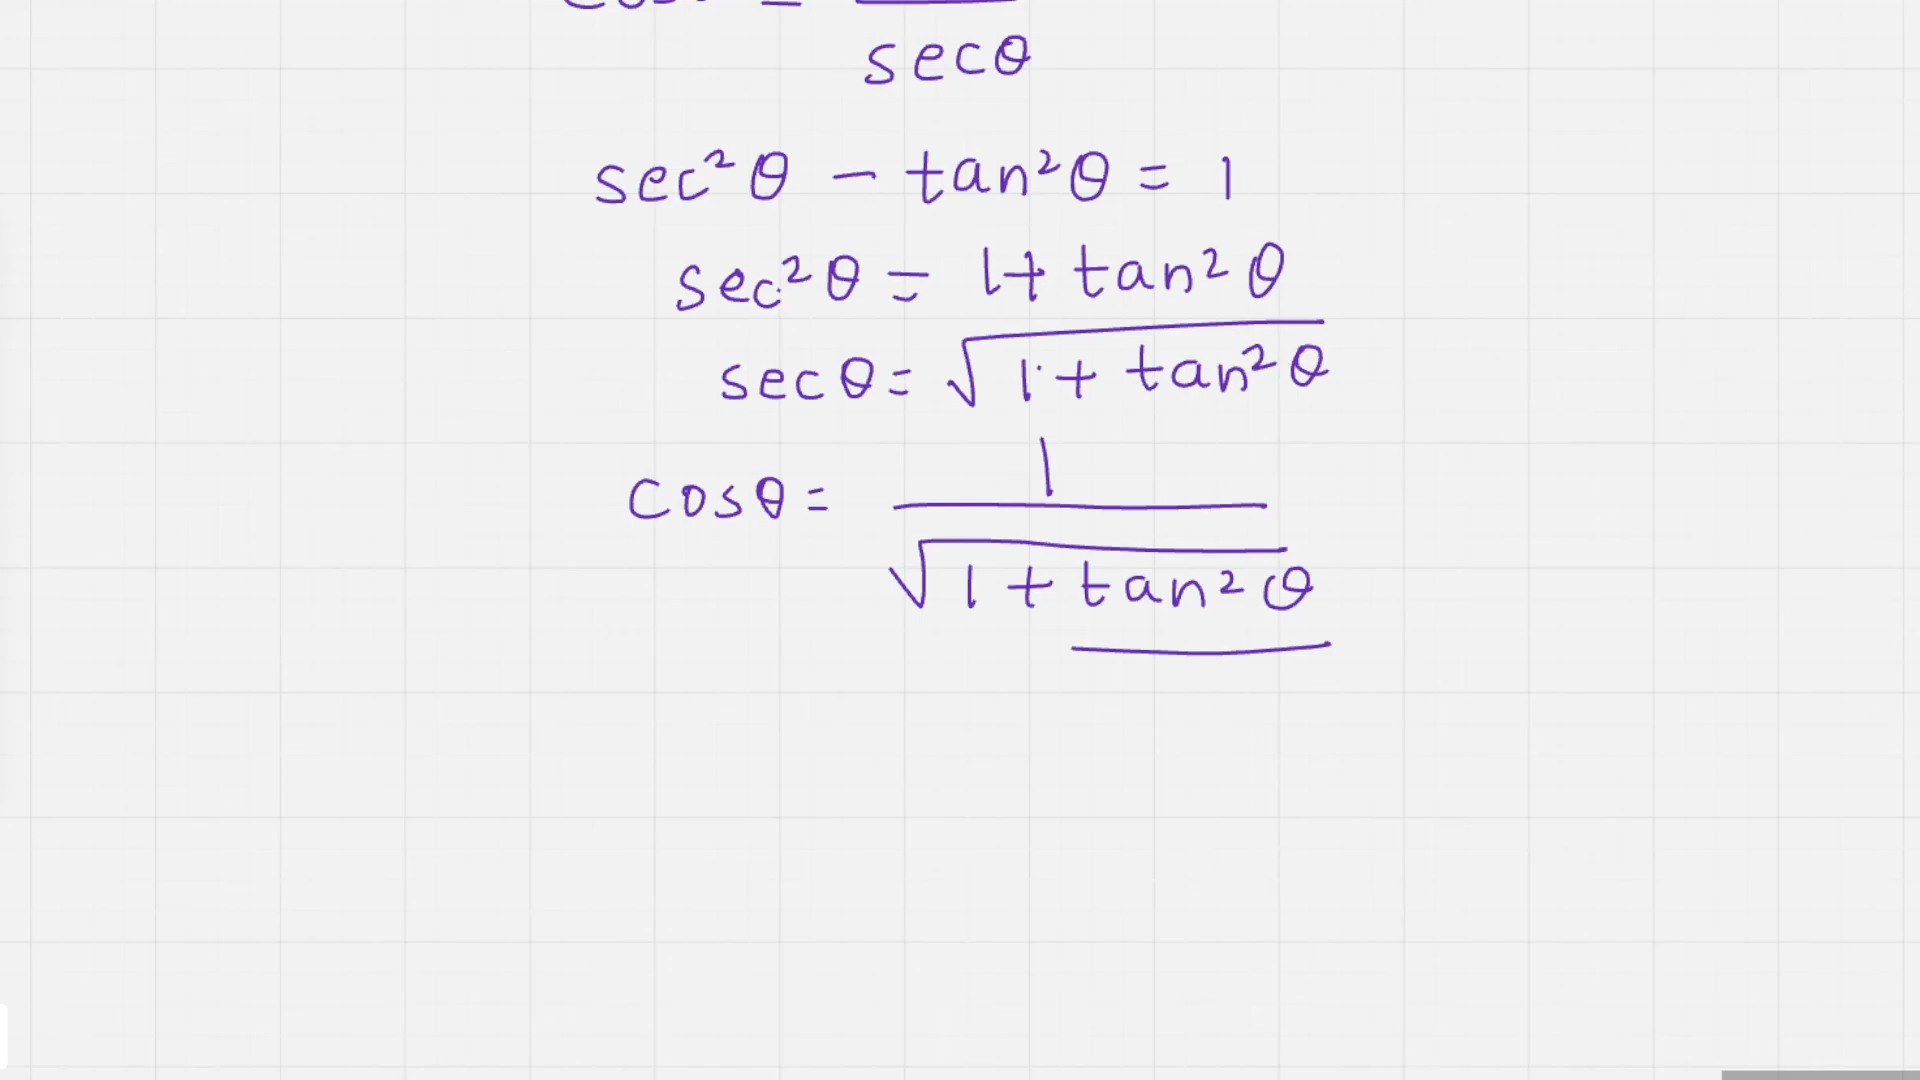 secθ
sec²θ - tan²θ = 1
sec²θ = 1+ tan²θ
secθ = √1 + tan²θ
1
cosθ =
√1 + tan²θ